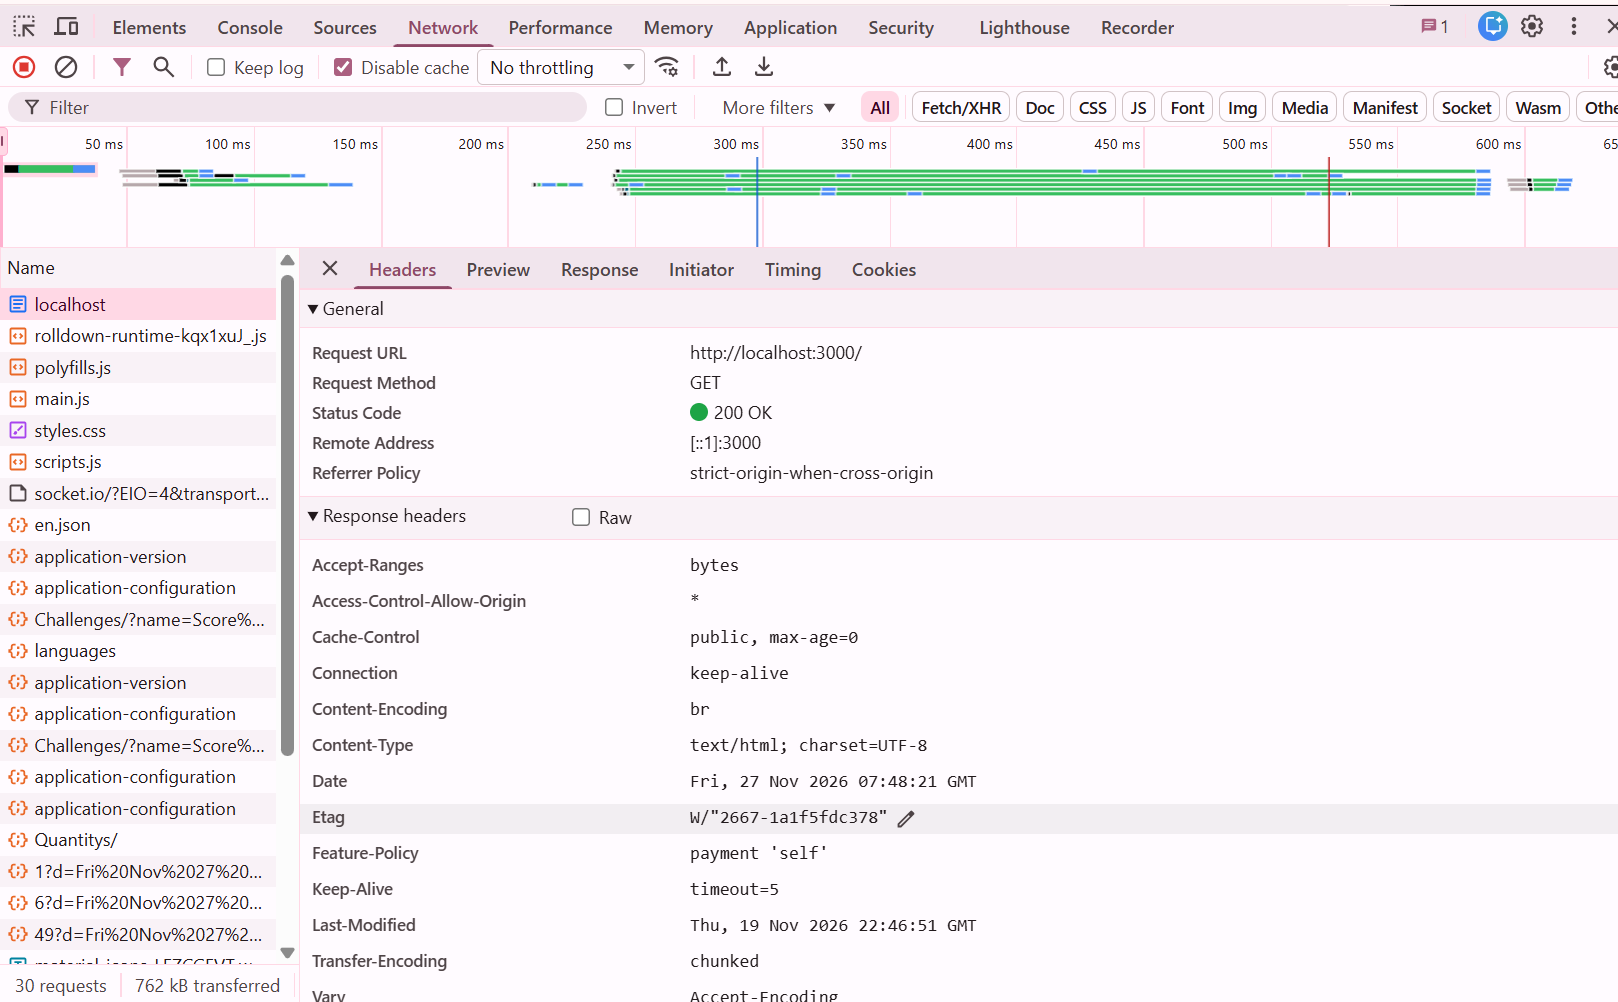 Elements Console Sources Network Performance Memory Application Security Lighthouse Recorder 1
Keep log Disable cache No throttling
Filter Invert More filters All Fetch/XHR Doc CSS JS Font Img Media Manifest Socket Wasm Othe
50 ms 100 ms 150 ms 200 ms 250 ms 300 ms 350 ms 400 ms 450 ms 500 ms 550 ms 600 ms 65
Name
localhost
rolldown-runtime-kqx1xuJ_.js
polyfills.js
main.js
styles.css
scripts.js
socket.io/?EIO=4&transport...
en.json
application-version
application-configuration
Challenges/?name=Score%...
languages
application-version
application-configuration
Challenges/?name=Score%...
application-configuration
application-configuration
Quantitys/
1?d=Fri%20Nov%2027%20...
6?d=Fri%20Nov%2027%20...
49?d=Fri%20Nov%2027%2...
30 requests 762 kB transferred
Headers Preview Response Initiator Timing Cookies
General
Request URL http://localhost:3000/
Request Method GET
Status Code 200 OK
Remote Address [::1]:3000
Referrer Policy strict-origin-when-cross-origin
Response headers Raw
Accept-Ranges bytes
Access-Control-Allow-Origin *
Cache-Control public, max-age=0
Connection keep-alive
Content-Encoding br
Content-Type text/html; charset=UTF-8
Date Fri, 27 Nov 2026 07:48:21 GMT
Etag W/"2667-1a1f5fdc378"
Feature-Policy payment 'self'
Keep-Alive timeout=5
Last-Modified Thu, 19 Nov 2026 22:46:51 GMT
Transfer-Encoding chunked
Vary Accept-Encoding